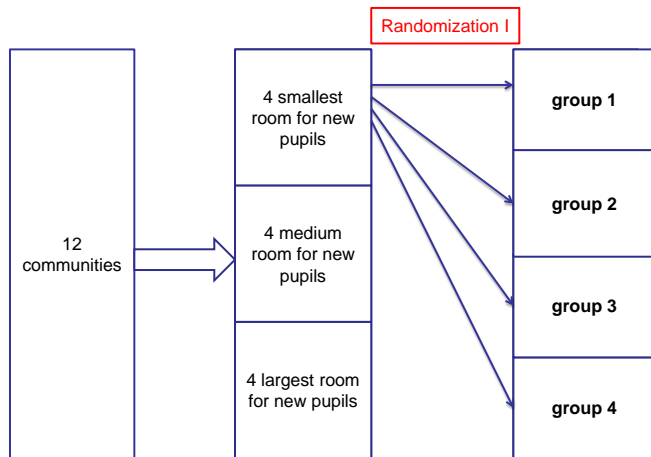 Randomization I
12
communities
4 smallest
room for new
pupils
4 medium
room for new
pupils
4 largest room
for new pupils
group 1
group 2
group 3
group 4